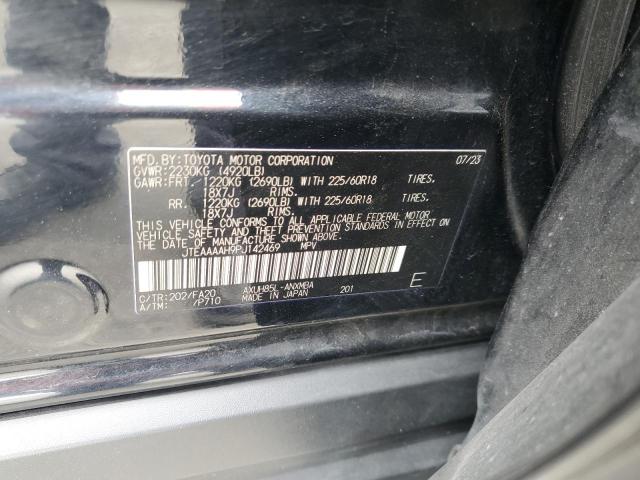 MFD.BY:TOYOTA MOTOR CORPORATION 07/23
GVWR:2230KG (4920LB)
GAWR:FRT 1220KG (2690LB) WITH 225/60R18 TIRES.
18X7J RIMS.
RR 1220KG (2690LB) WITH 225/60R18 TIRES.
18X7J RIMS.
THIS VEHICLE CONFORMS TO ALL APPLICABLE FEDERAL MOTOR
VEHICLE SAFETY AND THEFT PREVENTION STANDARDS IN EFFECT ON
THE DATE OF MANUFACTURE SHOWN ABOVE.
JTEAAAAH9PJ142469 MPV
C/TR:202/FA20 AXUH85L-ANXMBA 201 E
A/TM: /P710 MADE IN JAPAN